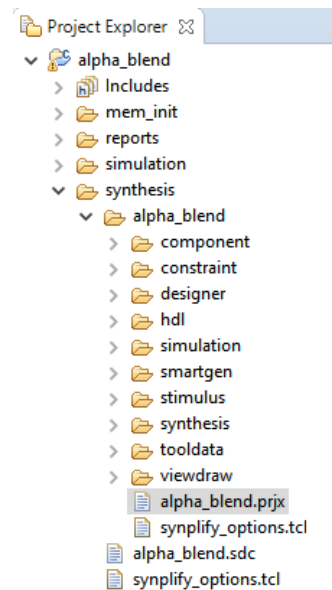 Project Explorer
alpha_blend
Includes
mem_init
reports
simulation
synthesis
alpha_blend
component
constraint
designer
hdl
simulation
smartgen
stimulus
synthesis
tooldata
viewdraw
alpha_blend.prjx
synplify_options.tcl
alpha_blend.sdc
synplify_options.tcl